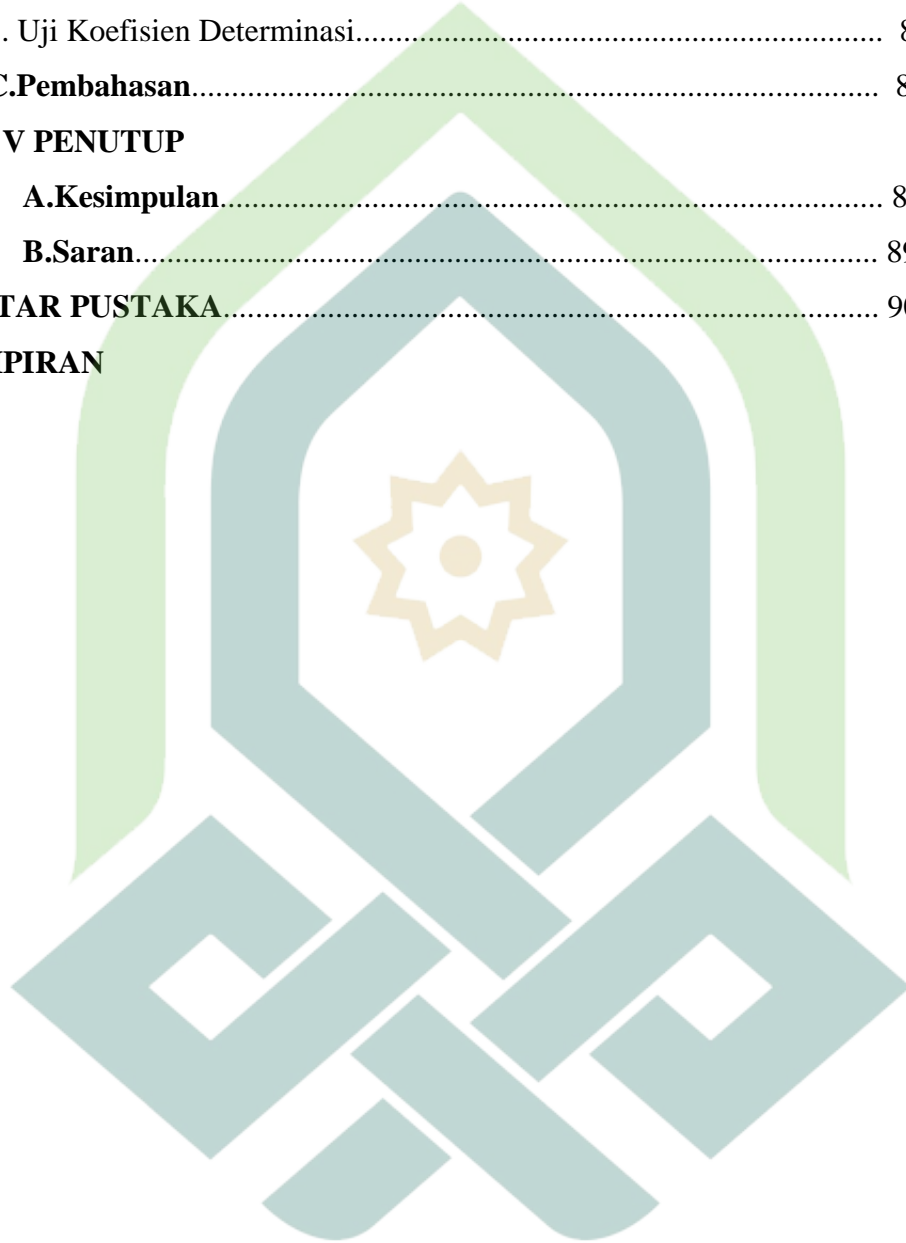 . Uji Koefisien Determinasi.......................................................................... 8
C.Pembahasan................................................................................................ 8
V PENUTUP
A.Kesimpulan............................................................................................. 8
B.Saran........................................................................................................ 89
TAR PUSTAKA............................................................................................ 90
PIRAN